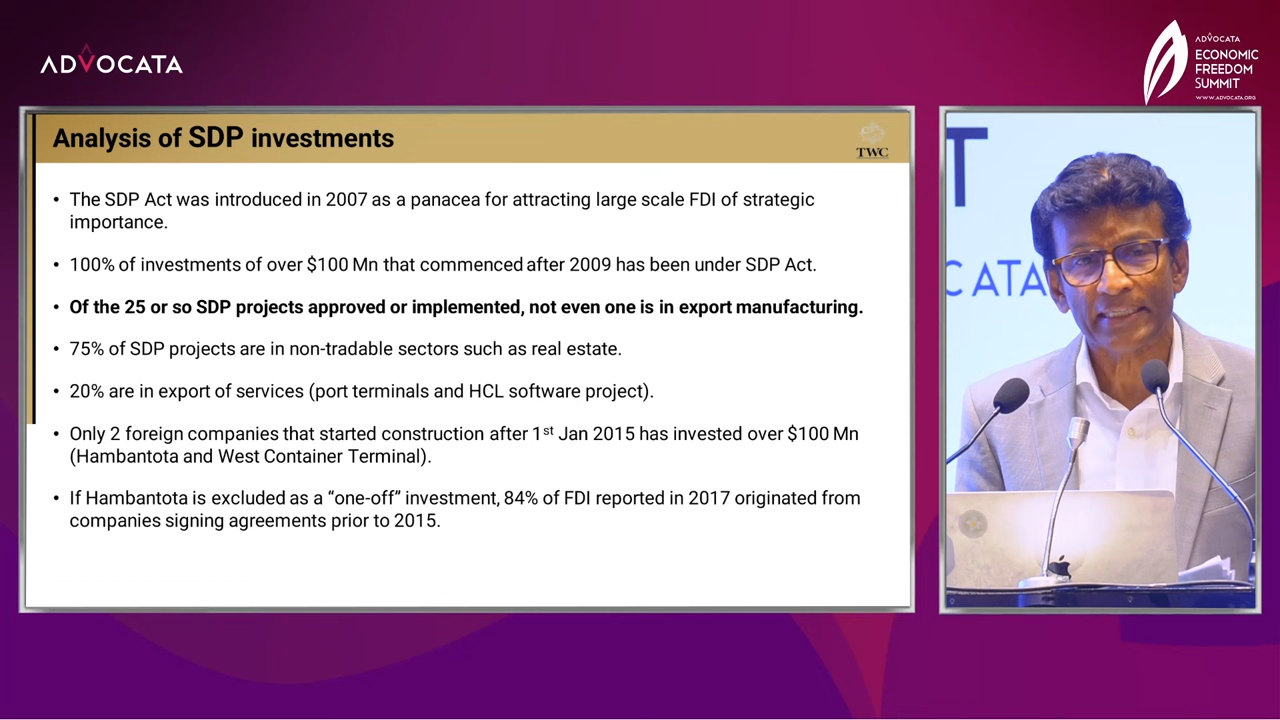 ADVOCATA
ADVOCATA
ECONOMIC
FREEDOM
SUMMIT
WWW.ADVOCATA.ORG
Analysis of SDP investments
TWC
• The SDP Act was introduced in 2007 as a panacea for attracting large scale FDI of strategic
importance.
• 100% of investments of over $100 Mn that commenced after 2009 has been under SDP Act.
• Of the 25 or so SDP projects approved or implemented, not even one is in export manufacturing.
• 75% of SDP projects are in non-tradable sectors such as real estate.
• 20% are in export of services (port terminals and HCL software project).
• Only 2 foreign companies that started construction after 1st Jan 2015 has invested over $100 Mn
(Hambantota and West Container Terminal).
• If Hambantota is excluded as a “one-off” investment, 84% of FDI reported in 2017 originated from
companies signing agreements prior to 2015.
T
CATA